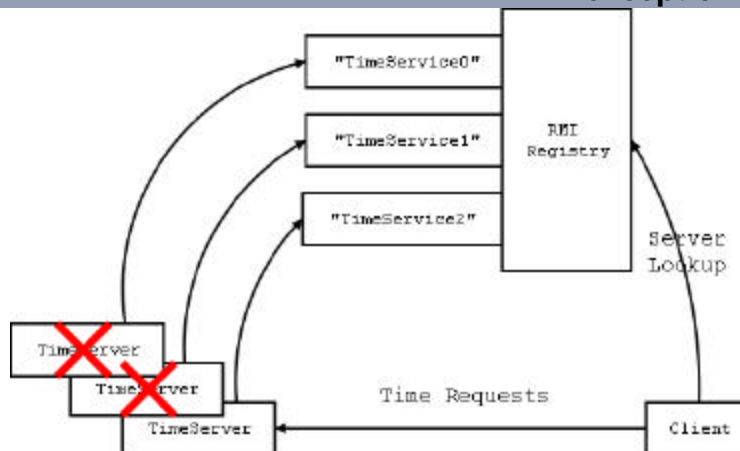 "TimeService0"
"TimeService1"
RMI
Registry
"TimeService2"
Server
Lookup
TimeServer
TimeServer
Time Requests
TimeServer
Client